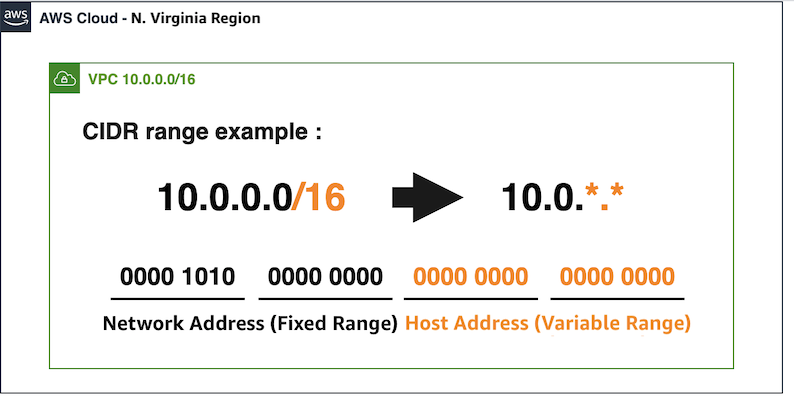 aws AWS Cloud - N. Virginia Region
VPC 10.0.0.0/16
CIDR range example :
10.0.0.0/16 10.0.*.*
0000 1010 0000 0000 0000 0000 0000 0000
Network Address (Fixed Range) Host Address (Variable Range)